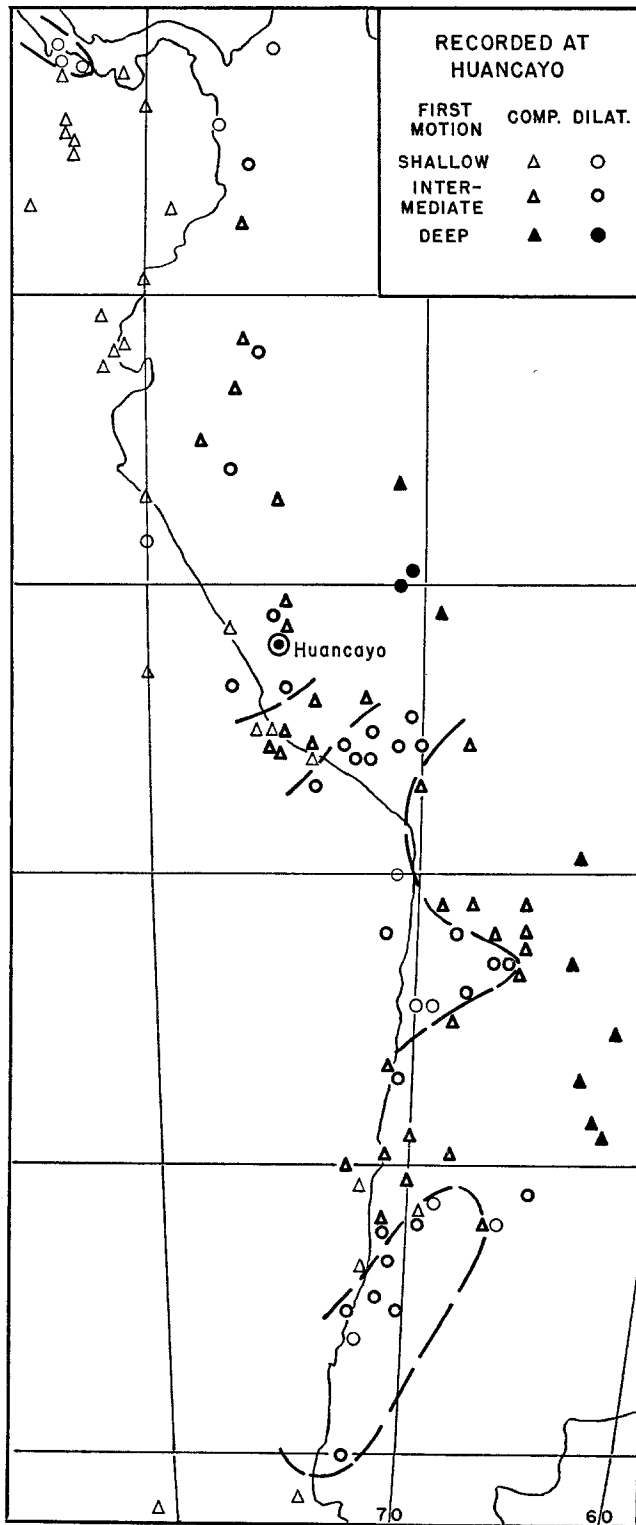 RECORDED AT
HUANCAYO
FIRST
MOTION COMP. DILAT.
SHALLOW
INTER-
MEDIATE
DEEP
Huancayo
70 60